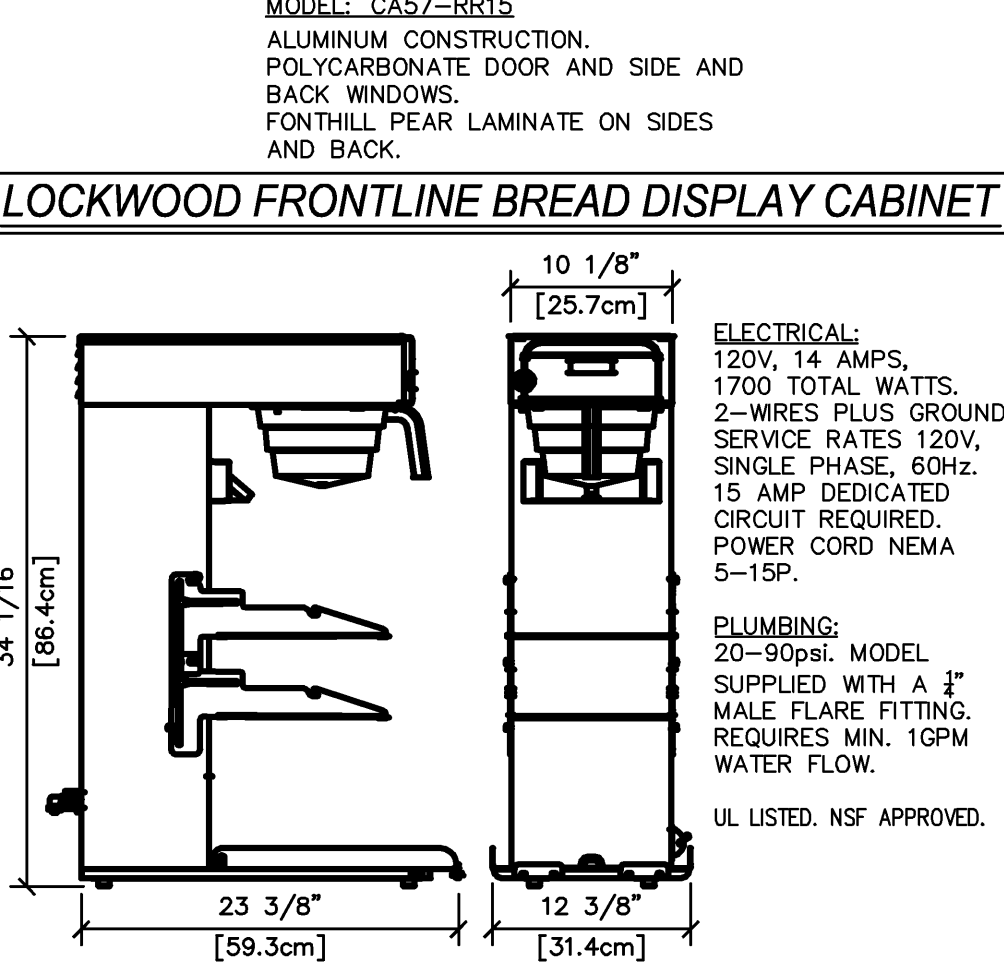 MODEL: CA57-RR15
ALUMINUM CONSTRUCTION.
POLYCARBONATE DOOR AND SIDE AND
BACK WINDOWS.
FONTHILL PEAR LAMINATE ON SIDES
AND BACK.
LOCKWOOD FRONTLINE BREAD DISPLAY CABINET
10 1/8"
[25.7cm]
34 1/16
[86.4cm]
ELECTRICAL:
120V, 14 AMPS,
1700 TOTAL WATTS.
2-WIRES PLUS GROUND
SERVICE RATES 120V,
SINGLE PHASE, 60Hz.
15 AMP DEDICATED
CIRCUIT REQUIRED.
POWER CORD NEMA
5-15P.
PLUMBING:
20-90psi. MODEL
SUPPLIED WITH A 1/4"
MALE FLARE FITTING.
REQUIRES MIN. 1GPM
WATER FLOW.
UL LISTED. NSF APPROVED.
23 3/8"
[59.3cm]
12 3/8"
[31.4cm]